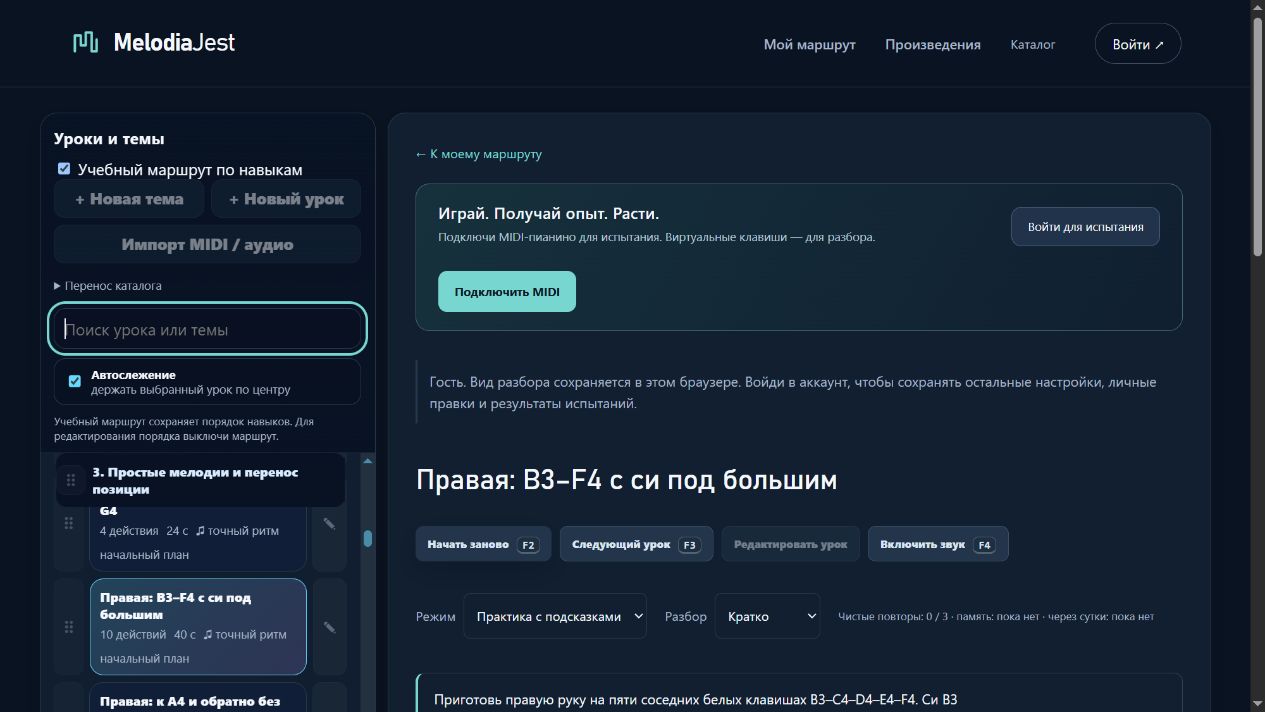 MelodiaJest
Мой маршрут
Произведения
Каталог
Войти ↗
Уроки и темы
Учебный маршрут по навыкам
+ Новая тема
+ Новый урок
Импорт MIDI / аудио
▶ Перенос каталога
Поиск урока или темы
Автослежение
держать выбранный урок по центру
Учебный маршрут сохраняет порядок навыков. Для
редактирования порядка выключи маршрут.
3. Простые мелодии и перенос
позиции
G4
4 действия 24 с ♫ точный ритм
начальный план
Правая: B3–F4 с си под
большим
10 действий 40 с ♫ точный ритм
начальный план
Правая: к A4 и обратно без
← К моему маршруту
Играй. Получай опыт. Расти.
Подключи MIDI-пианино для испытания. Виртуальные клавиши — для разбора.
Войти для испытания
Подключить MIDI
Гость. Вид разбора сохраняется в этом браузере. Войди в аккаунт, чтобы сохранять остальные настройки, личные
правки и результаты испытаний.
Правая: B3–F4 с си под большим
Начать заново F2
Следующий урок F3
Редактировать урок
Включить звук F4
Режим
Практика с подсказками
Разбор
Кратко
Чистые повторы: 0 / 3 · память: пока нет · через сутки: пока нет
Приготовь правую руку на пяти соседних белых клавишах B3–C4–D4–E4–F4. Си B3